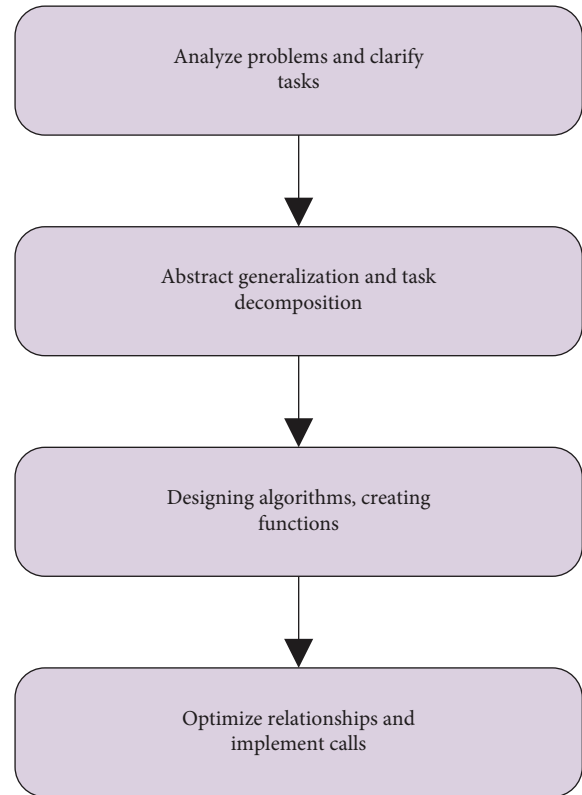 Analyze problems and clarify
tasks
Abstract generalization and task
decomposition
Designing algorithms, creating
functions
Optimize relationships and
implement calls